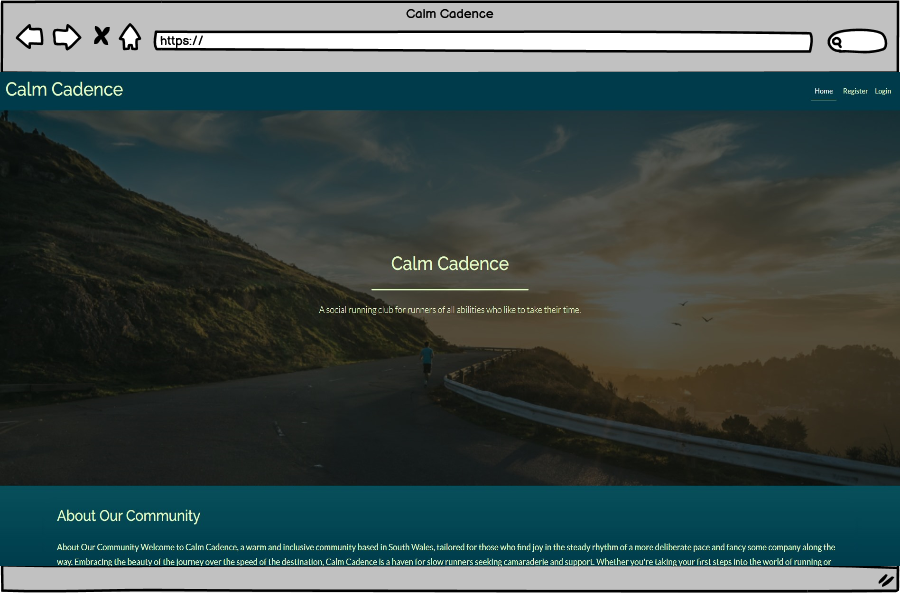 Calm Cadence
https://
Calm Cadence
Home Register Login
Calm Cadence
A social running club for runners of all abilities who like to take their time.
About Our Community
About Our Community Welcome to Calm Cadence, a warm and inclusive community based in South Wales, tailored for those who find joy in the steady rhythm of a more deliberate pace and fancy some company along the
way. Embracing the beauty of the journey over the speed of the destination, Calm Cadence is a haven for slow runners seeking camaraderie and support. Whether you're taking your first steps into the world of running or